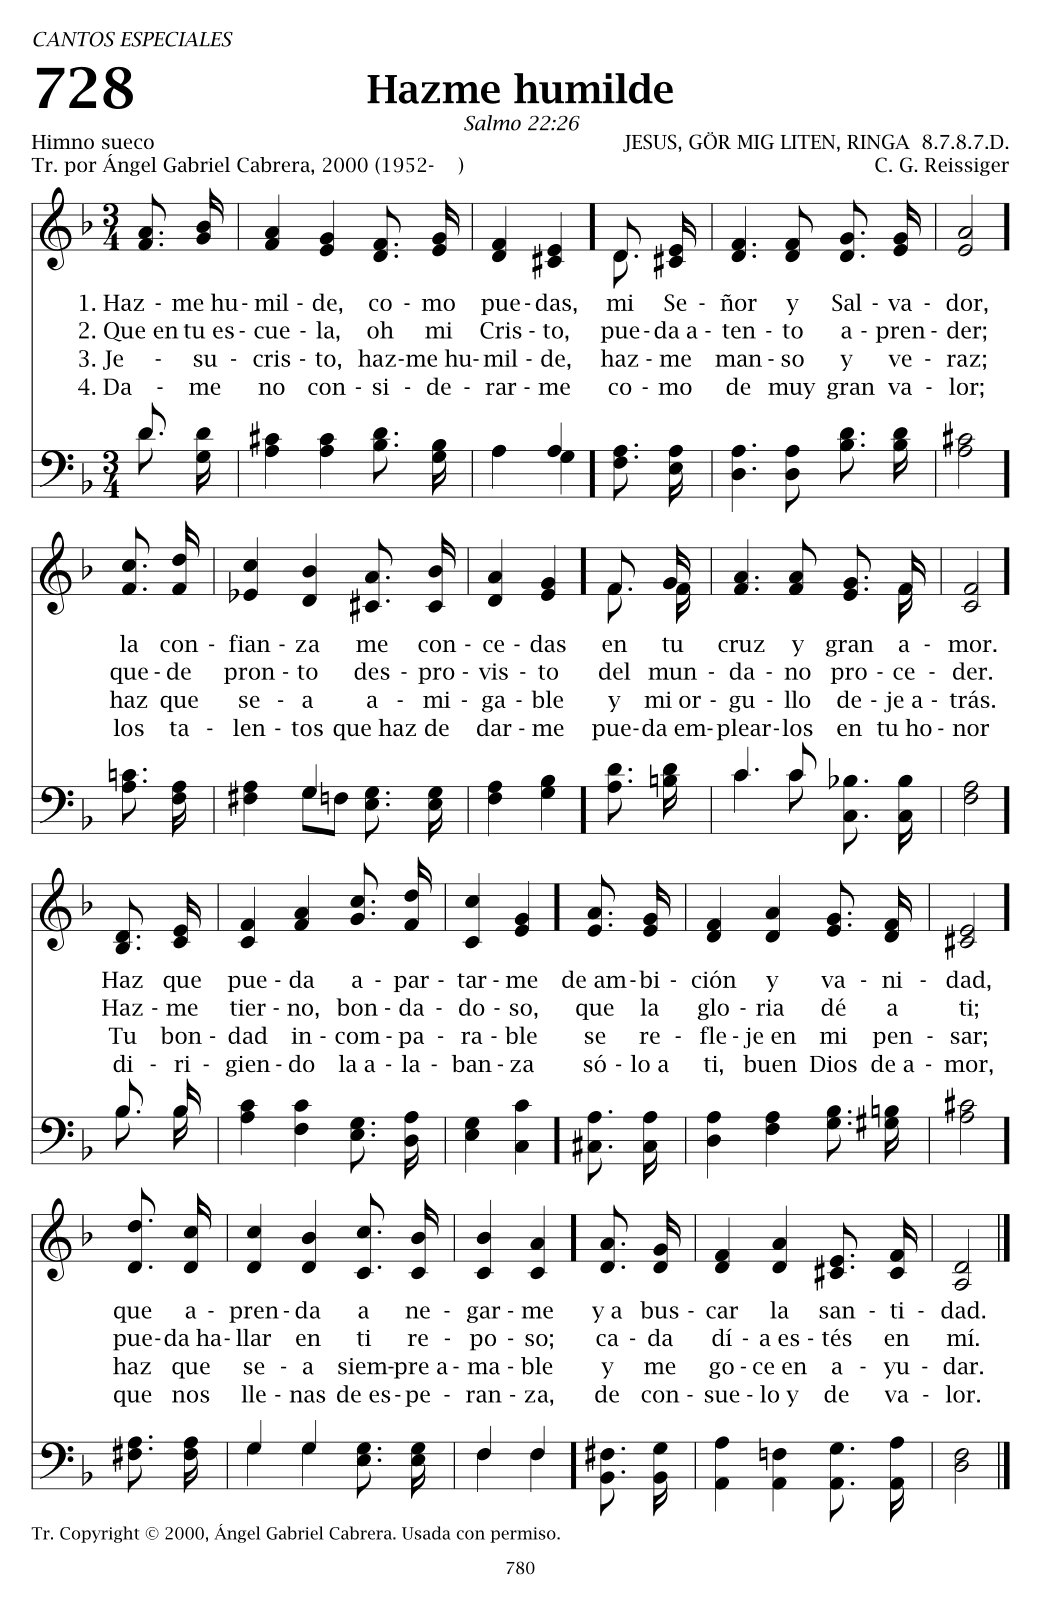 CANTOS ESPECIALES
728
Hazme humilde
Salmo 22:26
Himno sueco
JESUS, GÖR MIG LITEN, RINGA 8.7.8.7.D.
Tr. por Ángel Gabriel Cabrera, 2000 (1952- )
C. G. Reissiger
1. Haz - me hu - mil - de, co - mo pue - das, mi Se - ñor y Sal - va - dor,
2. Que en tu es - cue - la, oh mi Cris - to, pue - da a - ten - to a - pren - der;
3. Je - su - cris - to, haz - me hu - mil - de, haz - me man - so y ve - raz;
4. Da - me no con - si - de - rar - me co - mo de muy gran va - lor;
la con - fian - za me con - ce - das en tu cruz y gran a - mor.
que - de pron - to des - pro - vis - to del mun - da - no pro - ce - der.
haz que se - a a - mi - ga - ble y mi or - gu - llo de - je a - trás.
los ta - len - tos que haz de dar - me pue - da em - plear - los en tu ho - nor
Haz que pue - da a - par - tar - me de am - bi - ción y va - ni - dad,
Haz - me tier - no, bon - da - do - so, que la glo - ria dé a ti;
Tu bon - dad in - com - pa - ra - ble se re - fle - je en mi pen - sar;
di - ri - gien - do la a - la - ban - za só - lo a ti, buen Dios de a - mor,
que a - pren - da a ne - gar - me y a bus - car la san - ti - dad.
pue - da ha - llar en ti re - po - so; ca - da dí - a es - tés en mí.
haz que se - a siem - pre a - ma - ble y me go - ce en a - yu - dar.
que nos lle - nas de es - pe - ran - za, de con - sue - lo y de va - lor.
Tr. Copyright © 2000, Ángel Gabriel Cabrera. Usada con permiso.
780